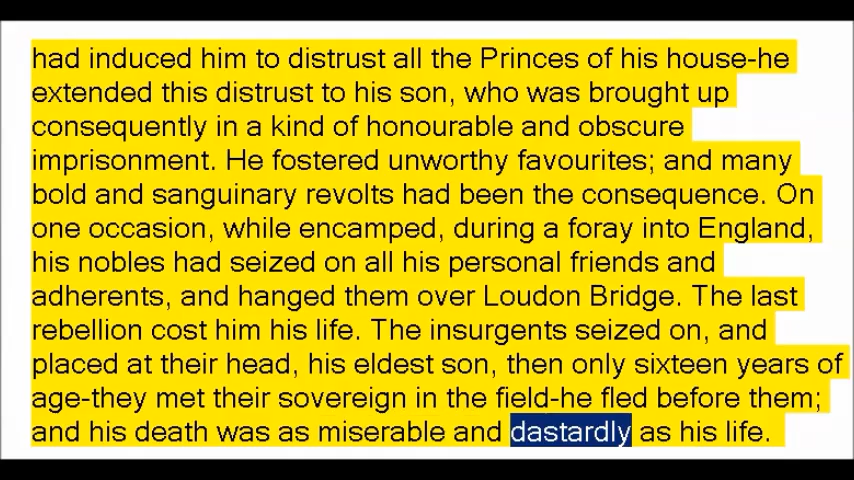 had induced him to distrust all the Princes of his house-he
extended this distrust to his son, who was brought up
consequently in a kind of honourable and obscure
imprisonment. He fostered unworthy favourites; and many
bold and sanguinary revolts had been the consequence. On
one occasion, while encamped, during a foray into England,
his nobles had seized on all his personal friends and
adherents, and hanged them over Loudon Bridge. The last
rebellion cost him his life. The insurgents seized on, and
placed at their head, his eldest son, then only sixteen years of
age-they met their sovereign in the field-he fled before them;
and his death was as miserable and dastardly as his life.